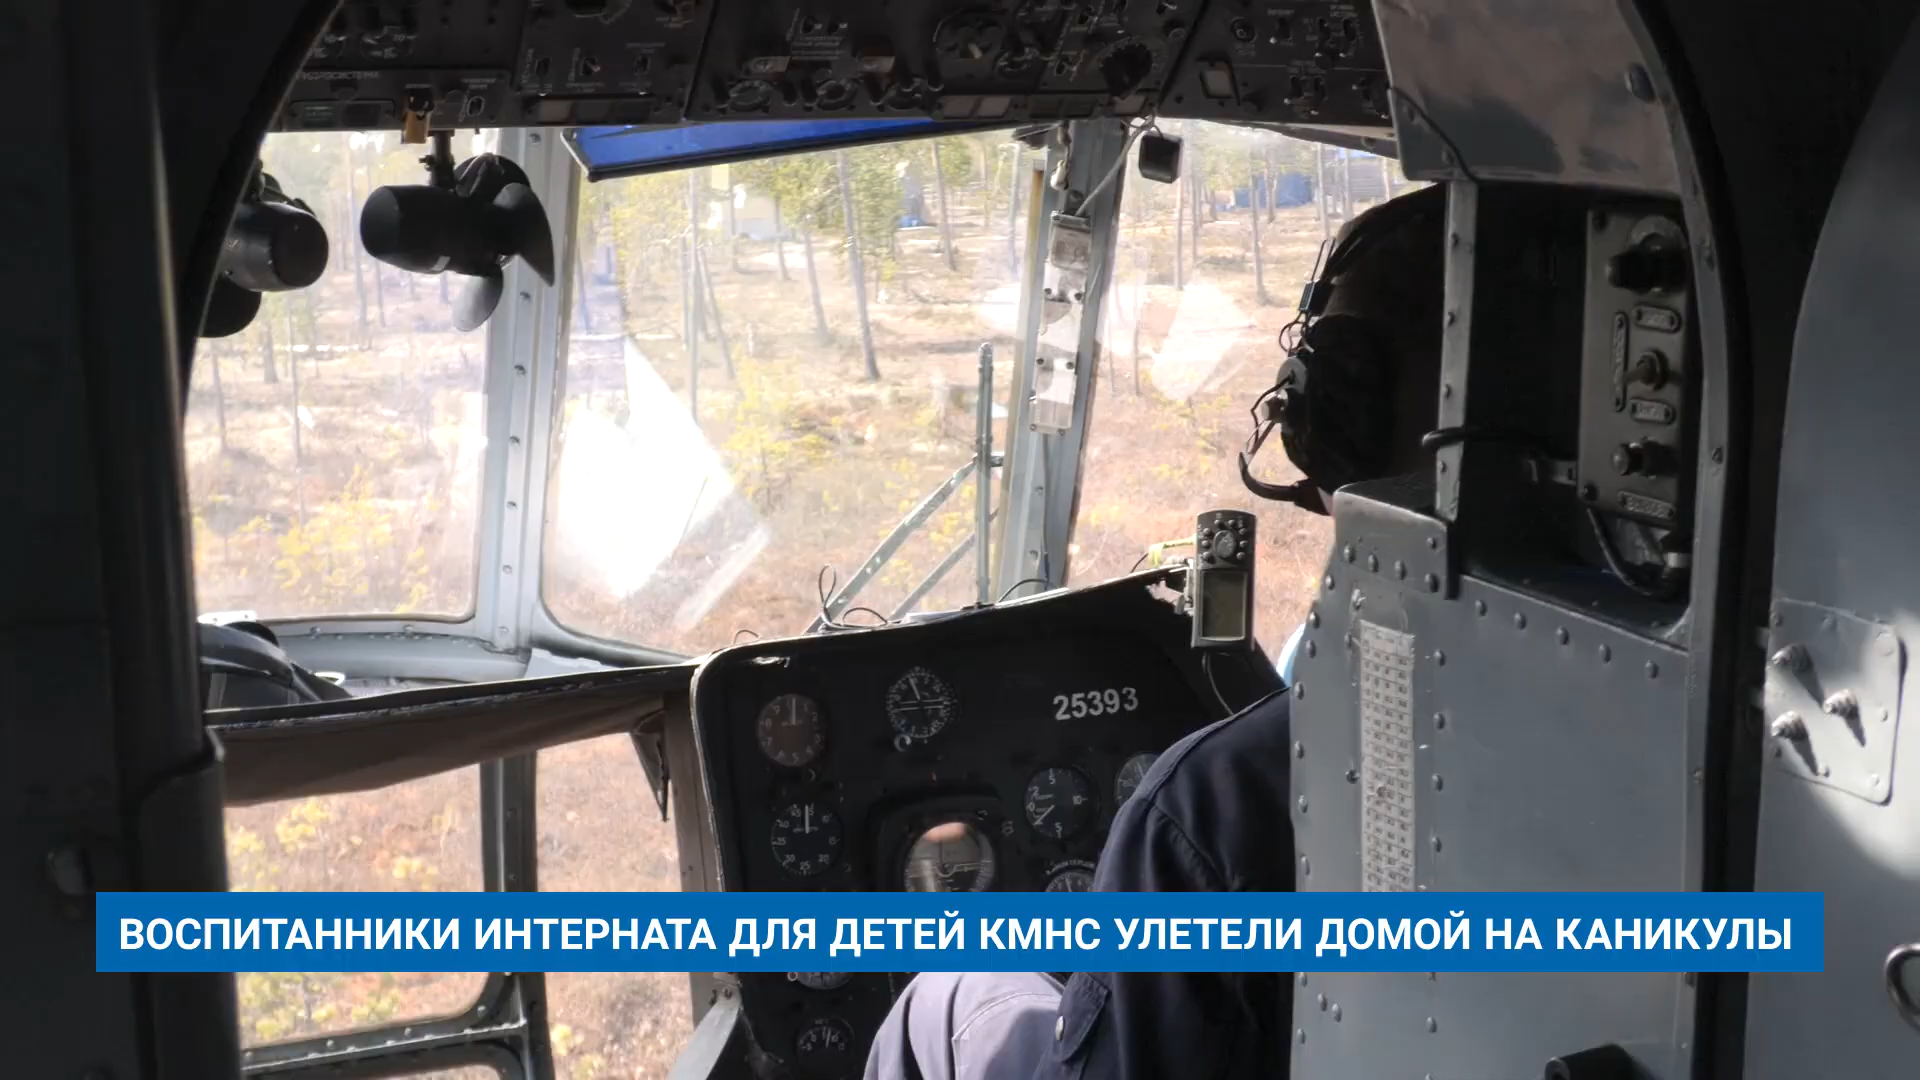 25393
ВОСПИТАННИКИ ИНТЕРНАТА ДЛЯ ДЕТЕЙ КМНС УЛЕТЕЛИ ДОМОЙ НА КАНИКУЛЫ